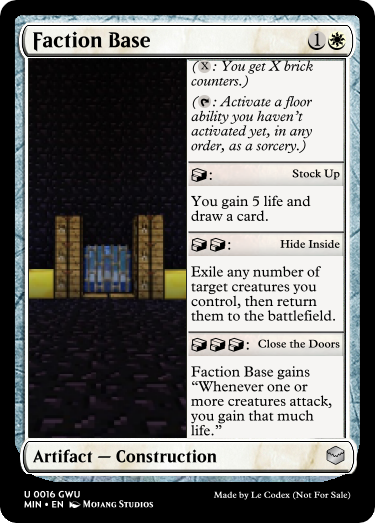 Faction Base
1
(X: You get X brick
counters.)
(: Activate a floor
ability you haven't
activated yet, in any
order, as a sorcery.)
: Stock Up
You gain 5 life and
draw a card.
: Hide Inside
Exile any number of
target creatures you
control, then return
them to the battlefield.
: Close the Doors
Faction Base gains
“Whenever one or
more creatures attack,
you gain that much
life.”
Artifact — Construction
U 0016 GWU
MIN • EN Mojang Studios
Made by Le Codex (Not For Sale)